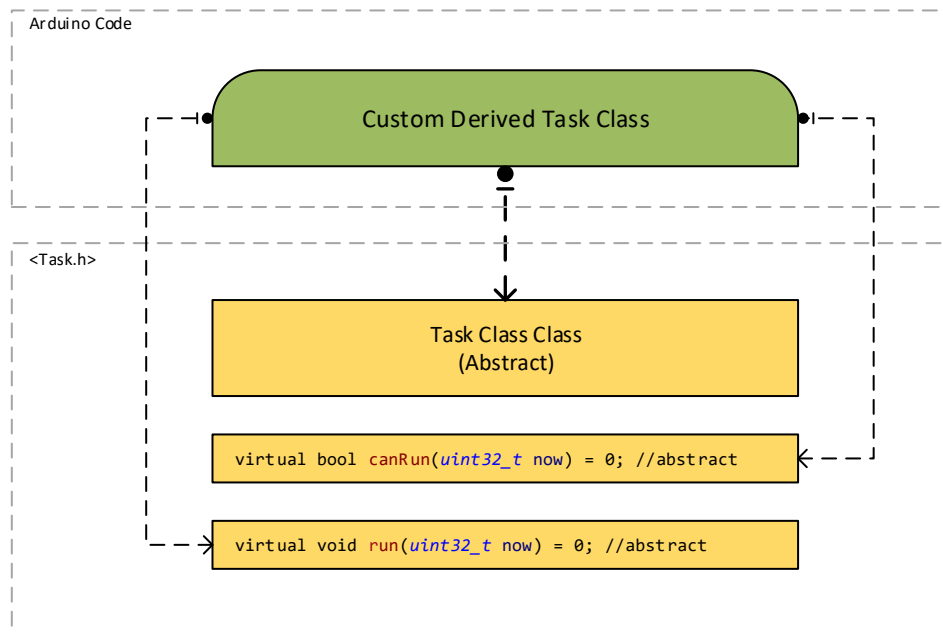 Arduino Code
Custom Derived Task Class
<Task.h>
Task Class Class
(Abstract)
virtual bool canRun(uint32_t now) = 0; //abstract
virtual void run(uint32_t now) = 0; //abstract